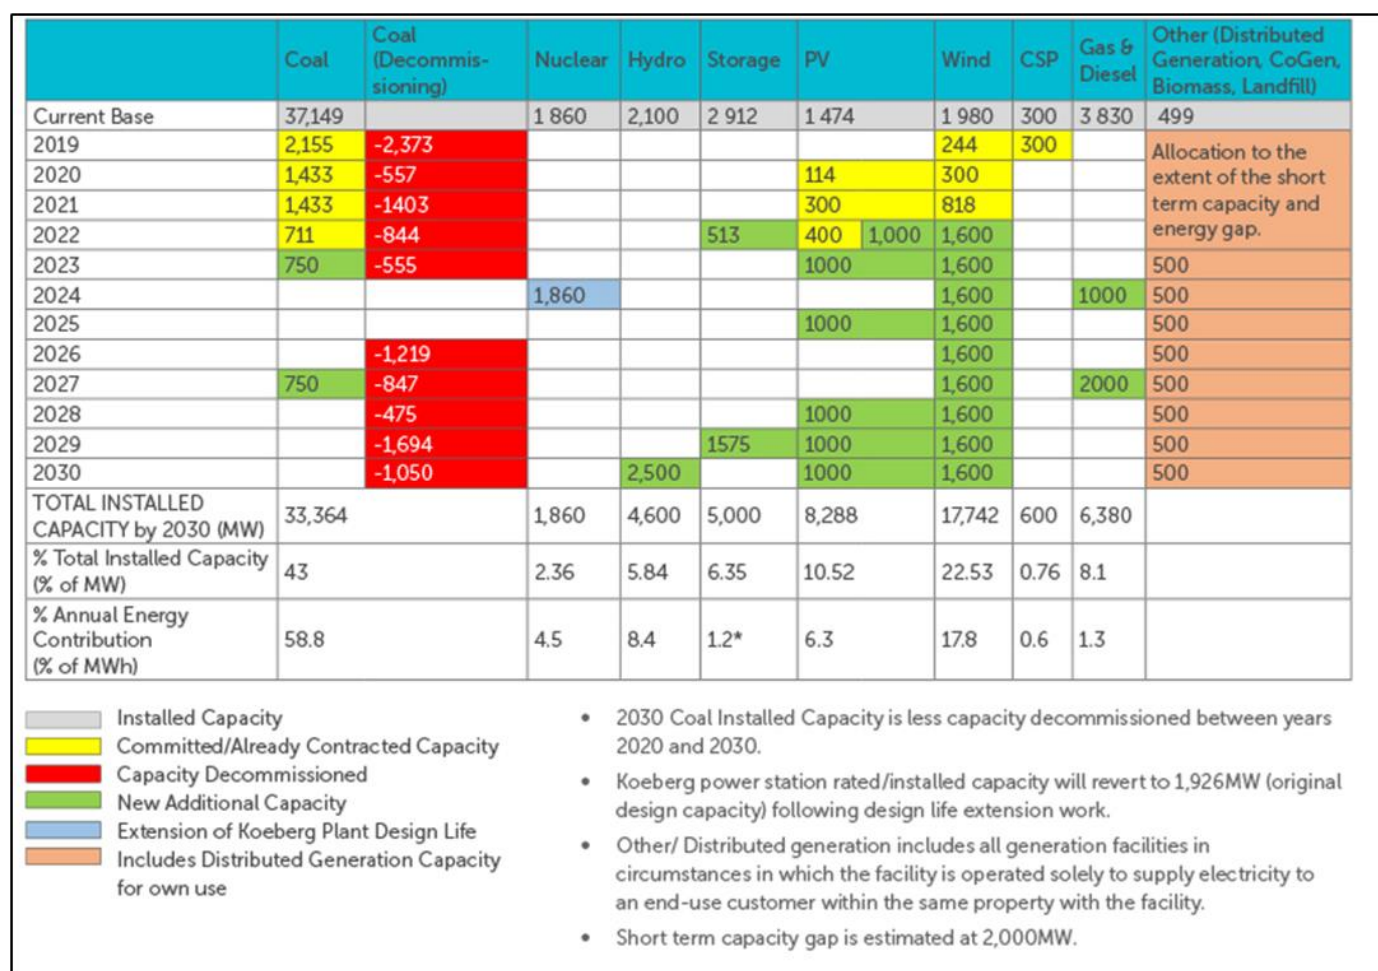 Coal Coal (Decommis-sioning) Nuclear Hydro Storage PV Wind CSP Gas & Diesel Other (Distributed Generation, CoGen, Biomass, Landfill)
Current Base 37,149 1 860 2,100 2 912 1 474 1 980 300 3 830 499
2019 2,155 -2,373 244 300 Allocation to the extent of the short term capacity and energy gap.
2020 1,433 -557 114 300
2021 1,433 -1403 300 818
2022 711 -844 513 400 1,000 1,600
2023 750 -555 1000 1,600 500
2024 1,860 1,600 1000 500
2025 1000 1,600 500
2026 -1,219 1,600 500
2027 750 -847 1,600 2000 500
2028 -475 1000 1,600 500
2029 -1,694 1575 1000 1,600 500
2030 -1,050 2,500 1000 1,600 500
TOTAL INSTALLED CAPACITY by 2030 (MW) 33,364 1,860 4,600 5,000 8,288 17,742 600 6,380
% Total Installed Capacity (% of MW) 43 2.36 5.84 6.35 10.52 22.53 0.76 8.1
% Annual Energy Contribution (% of MWh) 58.8 4.5 8.4 1.2* 6.3 17.8 0.6 1.3
Installed Capacity
Committed/Already Contracted Capacity
Capacity Decommissioned
New Additional Capacity
Extension of Koeberg Plant Design Life
Includes Distributed Generation Capacity
for own use
• 2030 Coal Installed Capacity is less capacity decommissioned between years
2020 and 2030.
• Koeberg power station rated/installed capacity will revert to 1,926MW (original
design capacity) following design life extension work.
• Other/ Distributed generation includes all generation facilities in
circumstances in which the facility is operated solely to supply electricity to
an end-use customer within the same property with the facility.
• Short term capacity gap is estimated at 2,000MW.